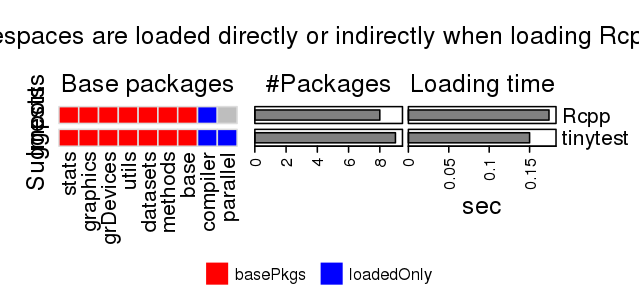 espaces are loaded directly or indirectly when loading Rcp
Base packages
#Packages
Loading time
Rcpp
tinytest
stats
graphics
grDevices
utils
datasets
methods
base
compiler
parallel
0
2
4
6
8
0
0.05
0.1
0.15
sec
basePkgs
loadedOnly